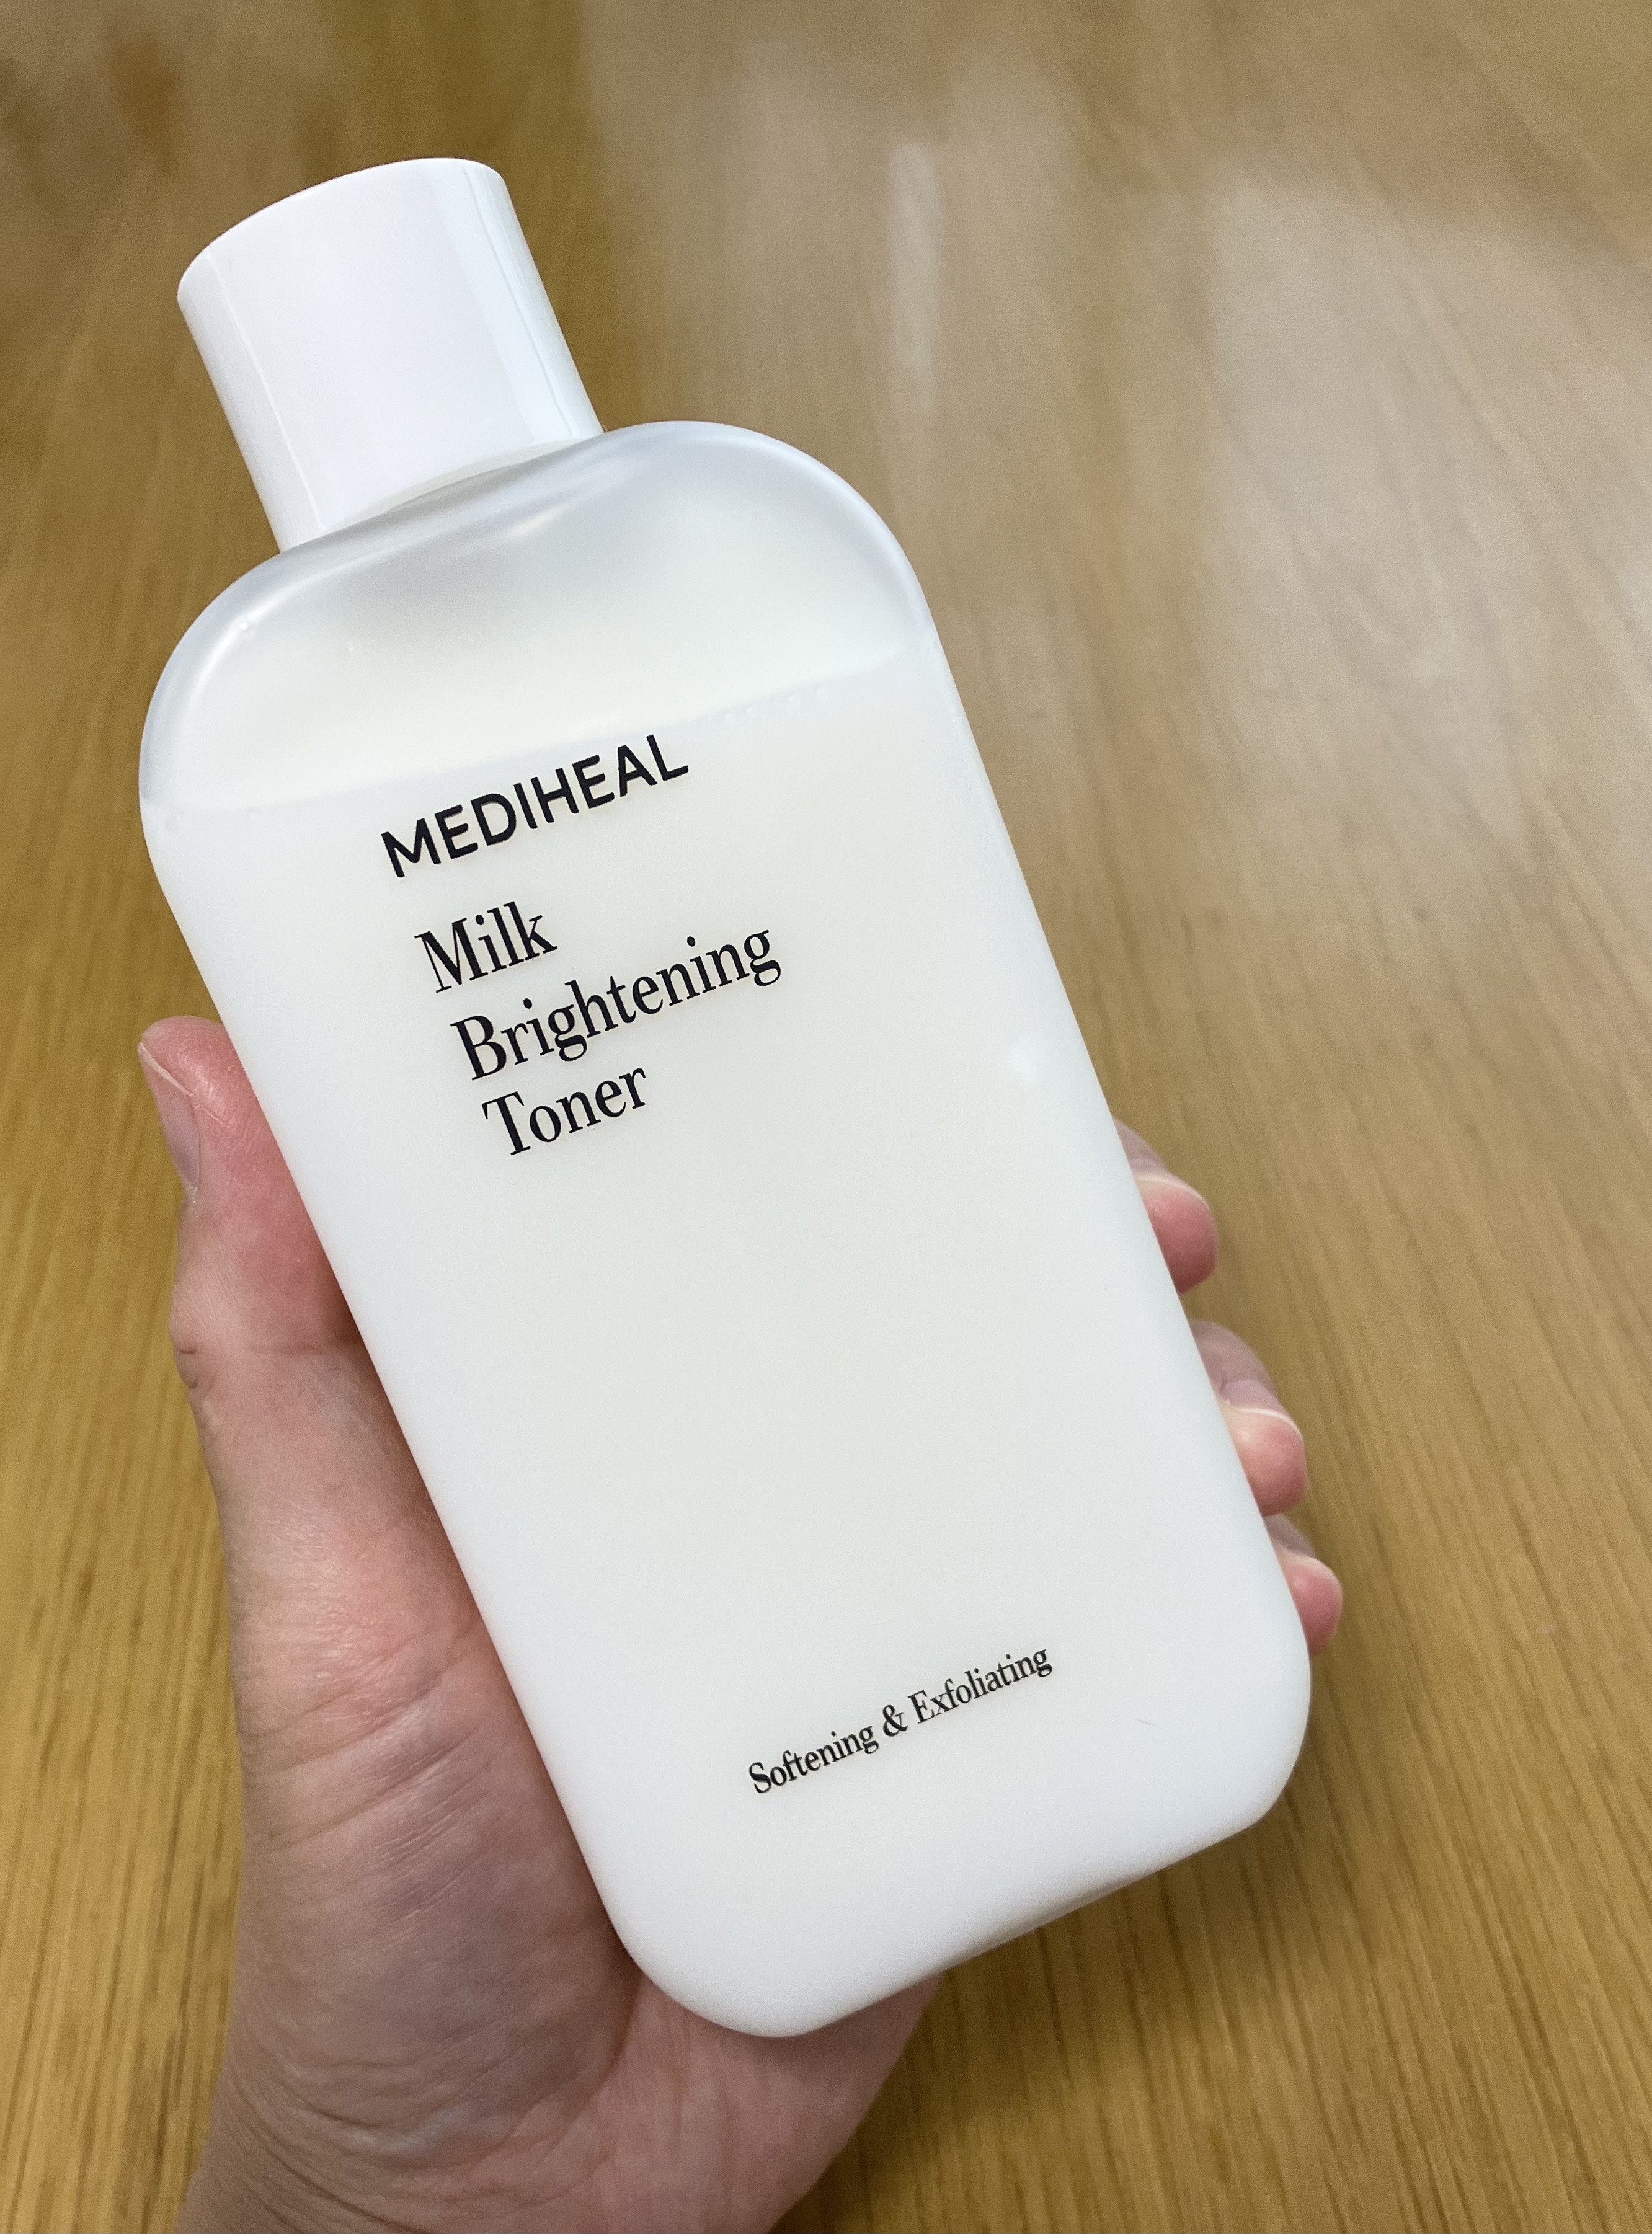 MEDIHEAL
Milk
Brightening
Toner
Softening & Exfoliating